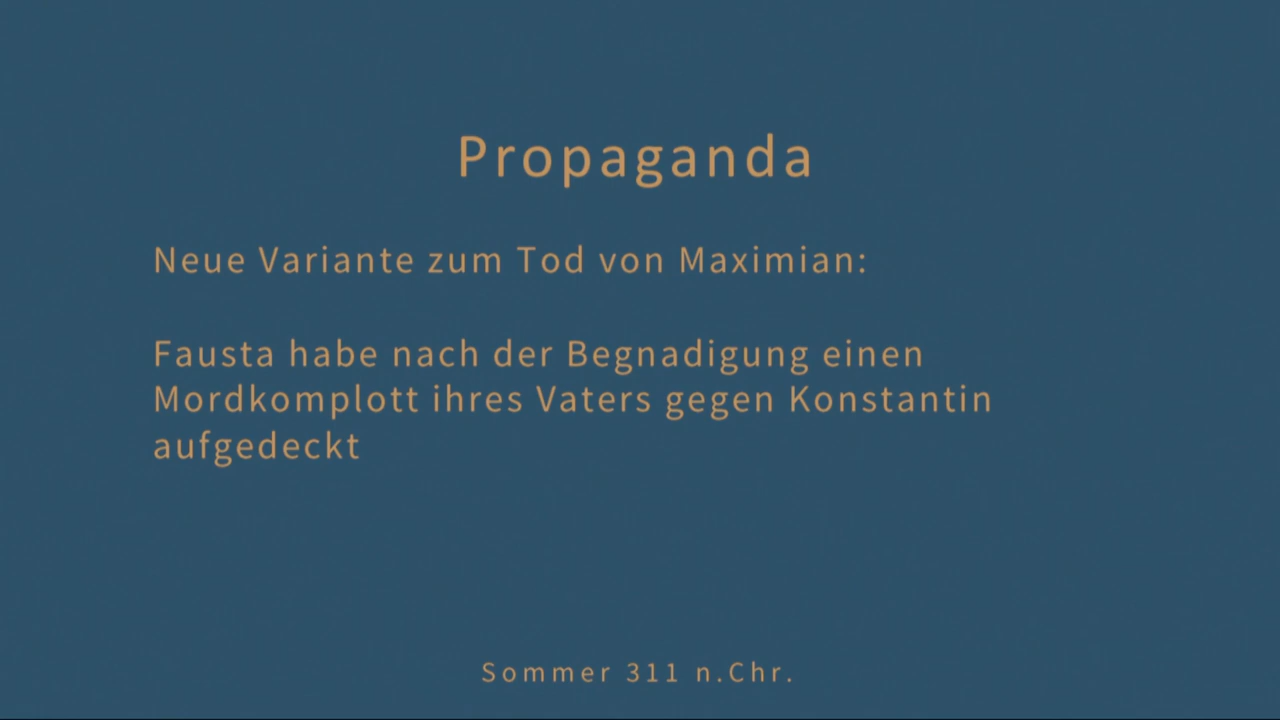 Propaganda
Neue Variante zum Tod von Maximian:
Fausta habe nach der Begnadigung einen
Mordkomplott ihres Vaters gegen Konstantin
aufgedeckt
Sommer 311 n.Chr.